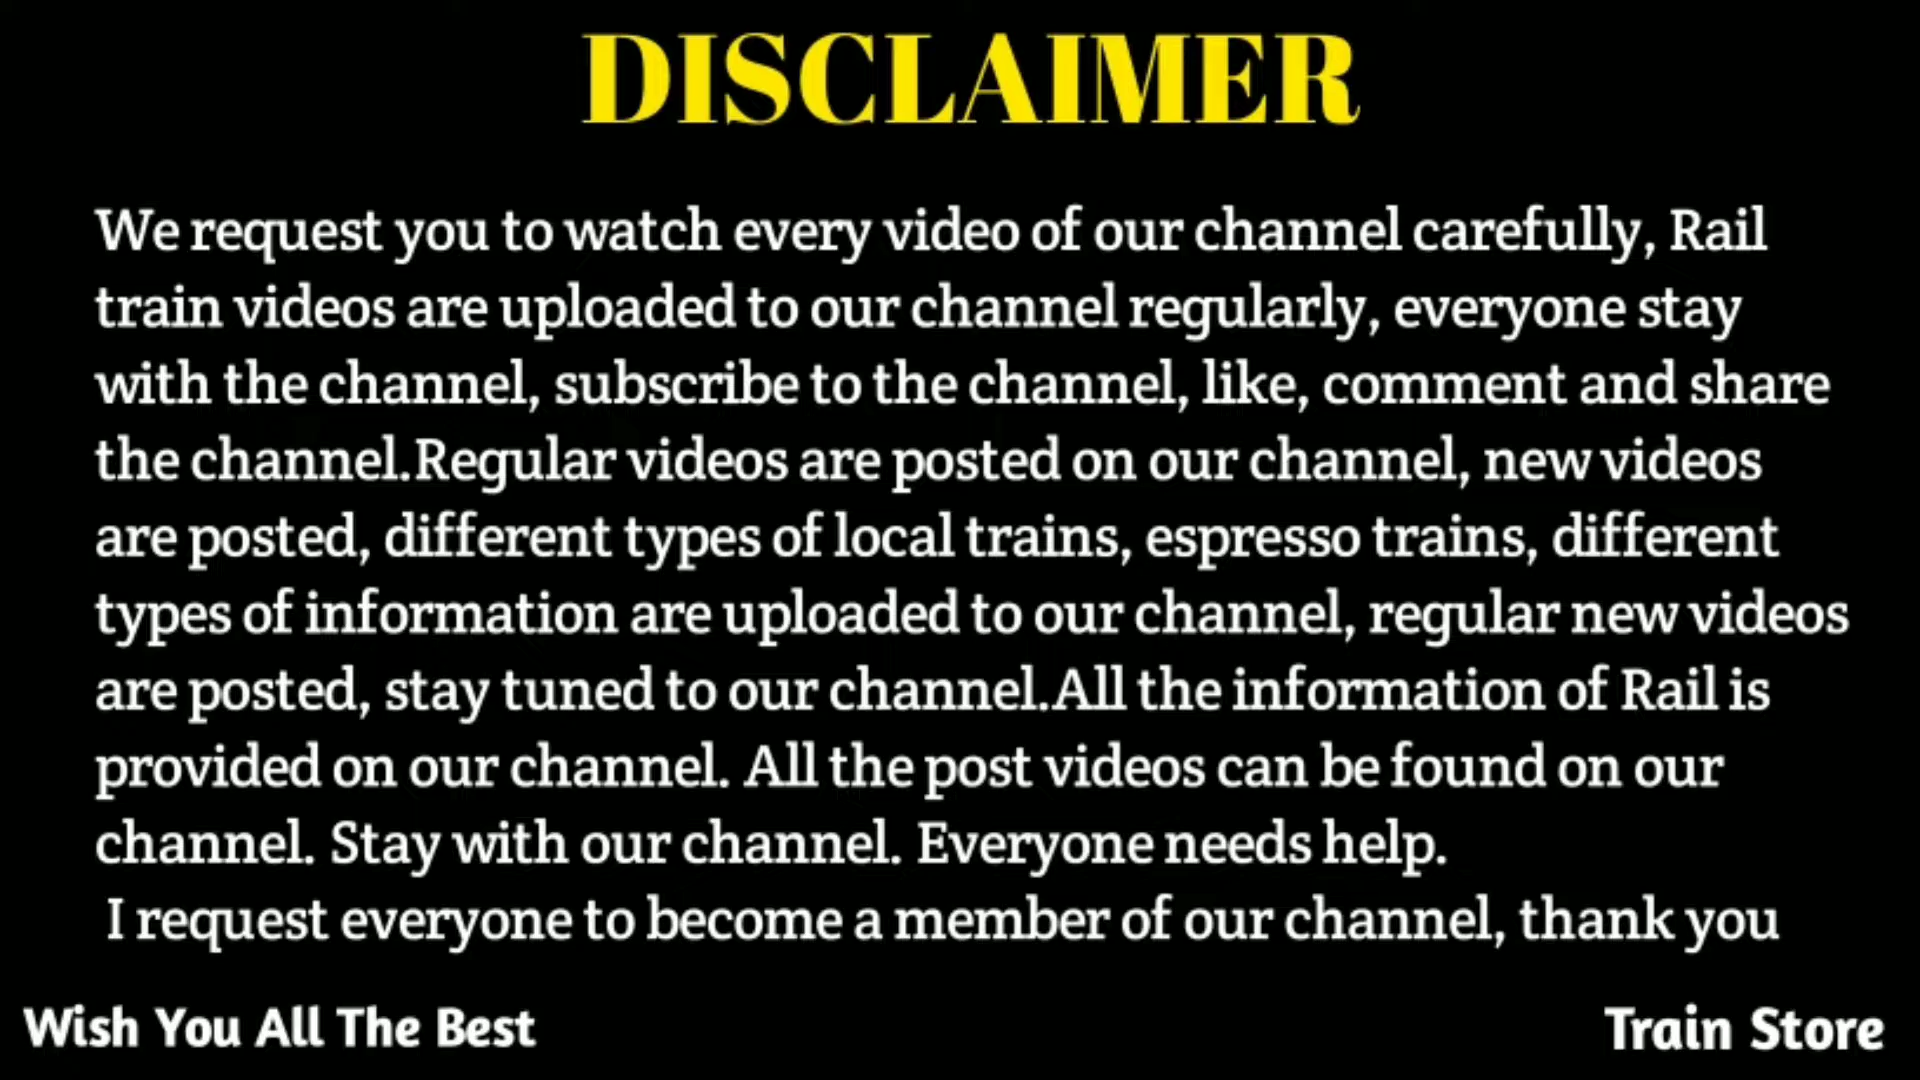 DISCLAIMER
We request you to watch every video of our channel carefully, Rail
train videos are uploaded to our channel regularly, everyone stay
with the channel, subscribe to the channel, like, comment and share
the channel.Regular videos are posted on our channel, new videos
are posted, different types of local trains, espresso trains, different
types of information are uploaded to our channel, regular new videos
are posted, stay tuned to our channel.All the information of Rail is
provided on our channel. All the post videos can be found on our
channel. Stay with our channel. Everyone needs help.
I request everyone to become a member of our channel, thank you
Wish You All The Best
Train Store